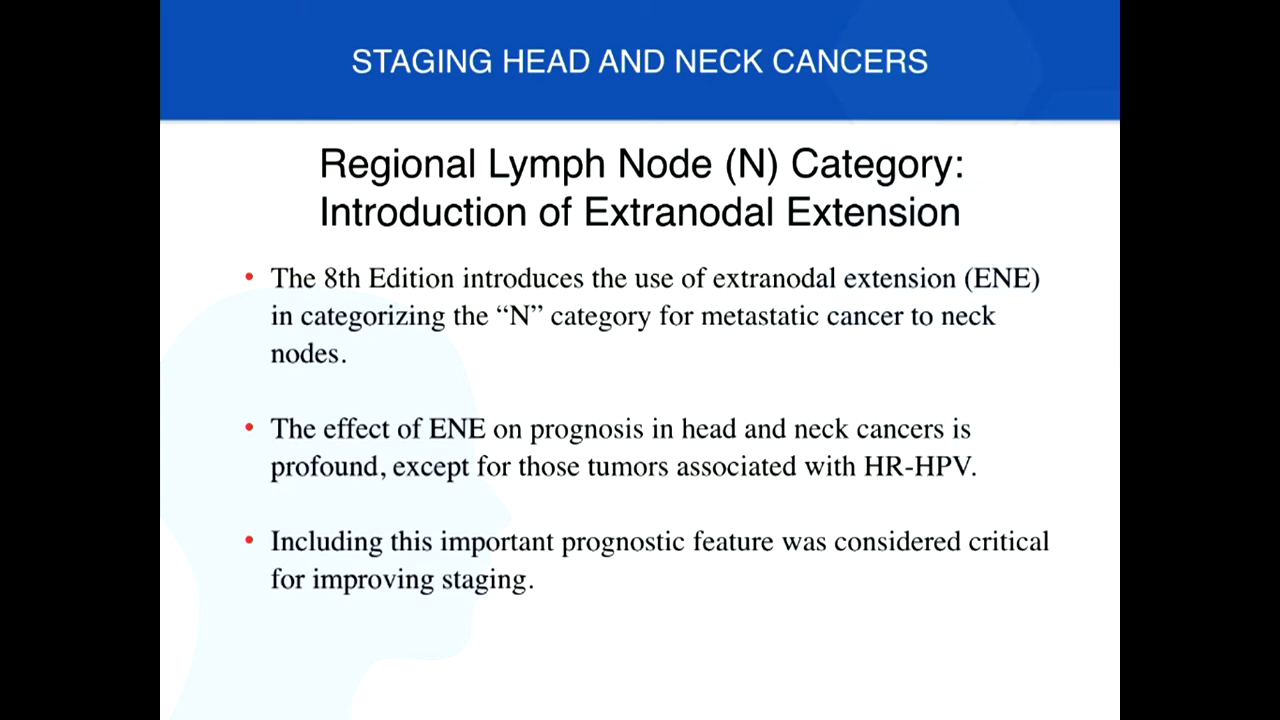 STAGING HEAD AND NECK CANCERS
Regional Lymph Node (N) Category:
Introduction of Extranodal Extension
• The 8th Edition introduces the use of extranodal extension (ENE)
in categorizing the “N” category for metastatic cancer to neck
nodes.
• The effect of ENE on prognosis in head and neck cancers is
profound, except for those tumors associated with HR-HPV.
• Including this important prognostic feature was considered critical
for improving staging.